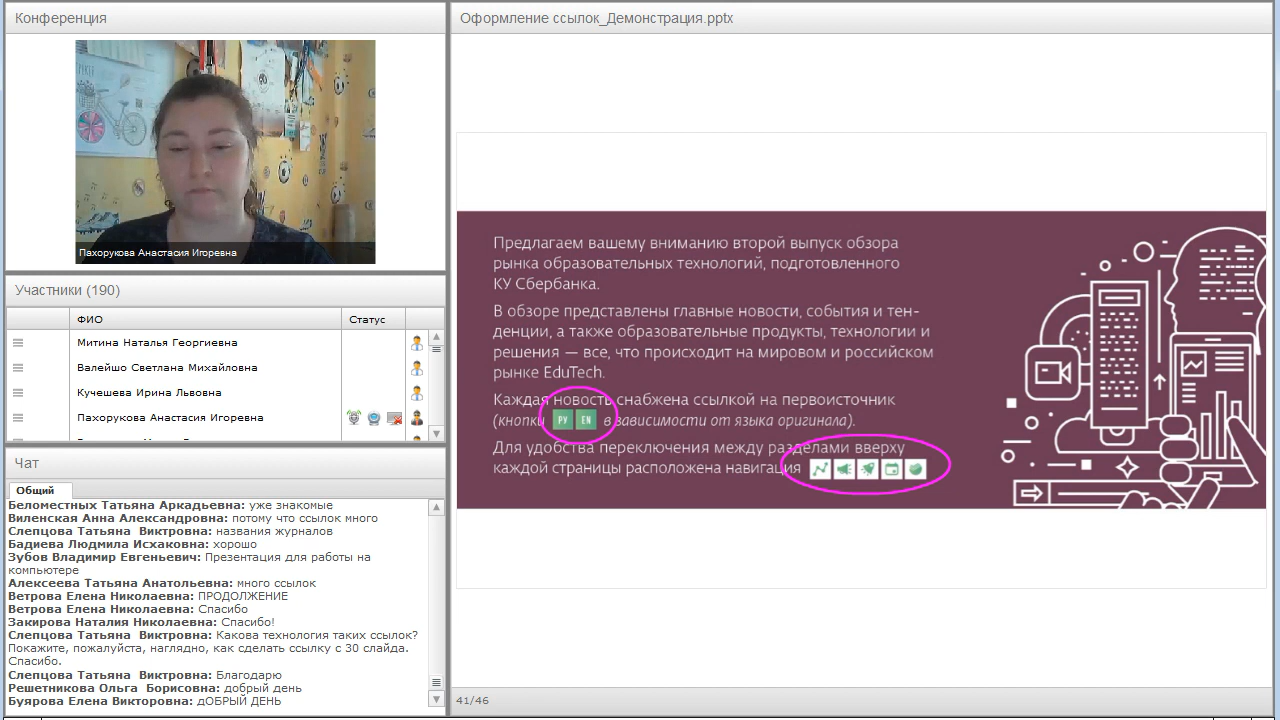 Конференция
Пахорукова Анастасия Игоревна
Участники (190)
ФИО Статус
Митина Наталья Георгиевна
Валейшо Светлана Михайловна
Кучешева Ирина Львовна
Пахорукова Анастасия Игоревна
Чат
Общий
Беломестных Татьяна Аркадьевна: уже знакомые
Виленская Анна Александровна: потому что ссылок много
Слепцова Татьяна Викторовна: названия журналов
Бадиева Людмила Исхаковна: хорошо
Зубов Владимир Евгеньевич: Презентация для работы на
компьютере
Алексеева Татьяна Анатольевна: много ссылок
Ветрова Елена Николаевна: ПРОДОЛЖЕНИЕ
Ветрова Елена Николаевна: Спасибо
Закирова Наталия Николаевна: Спасибо!
Слепцова Татьяна Викторовна: Какова технология таких ссылок?
Покажите, пожалуйста, наглядно, как сделать ссылку с 30 слайда.
Спасибо.
Слепцова Татьяна Викторовна: Благодарю
Решетникова Ольга Борисовна: добрый день
Буярова Елена Викторовна: дОБРЫЙ ДЕНЬ
Оформление ссылок_Демонстрация.pptx
Предлагаем вашему вниманию второй выпуск обзора
рынка образовательных технологий, подготовленного
КУ Сбербанка.
В обзоре представлены главные новости, события и тен-
денции, а также образовательные продукты, технологии и
решения — все, что происходит на мировом и российском
рынке EduTech.
Каждая новость снабжена ссылкой на первоисточник
(кнопки РУ EN в зависимости от языка оригинала).
Для удобства переключения между разделами вверху
каждой страницы расположена навигация
41/46